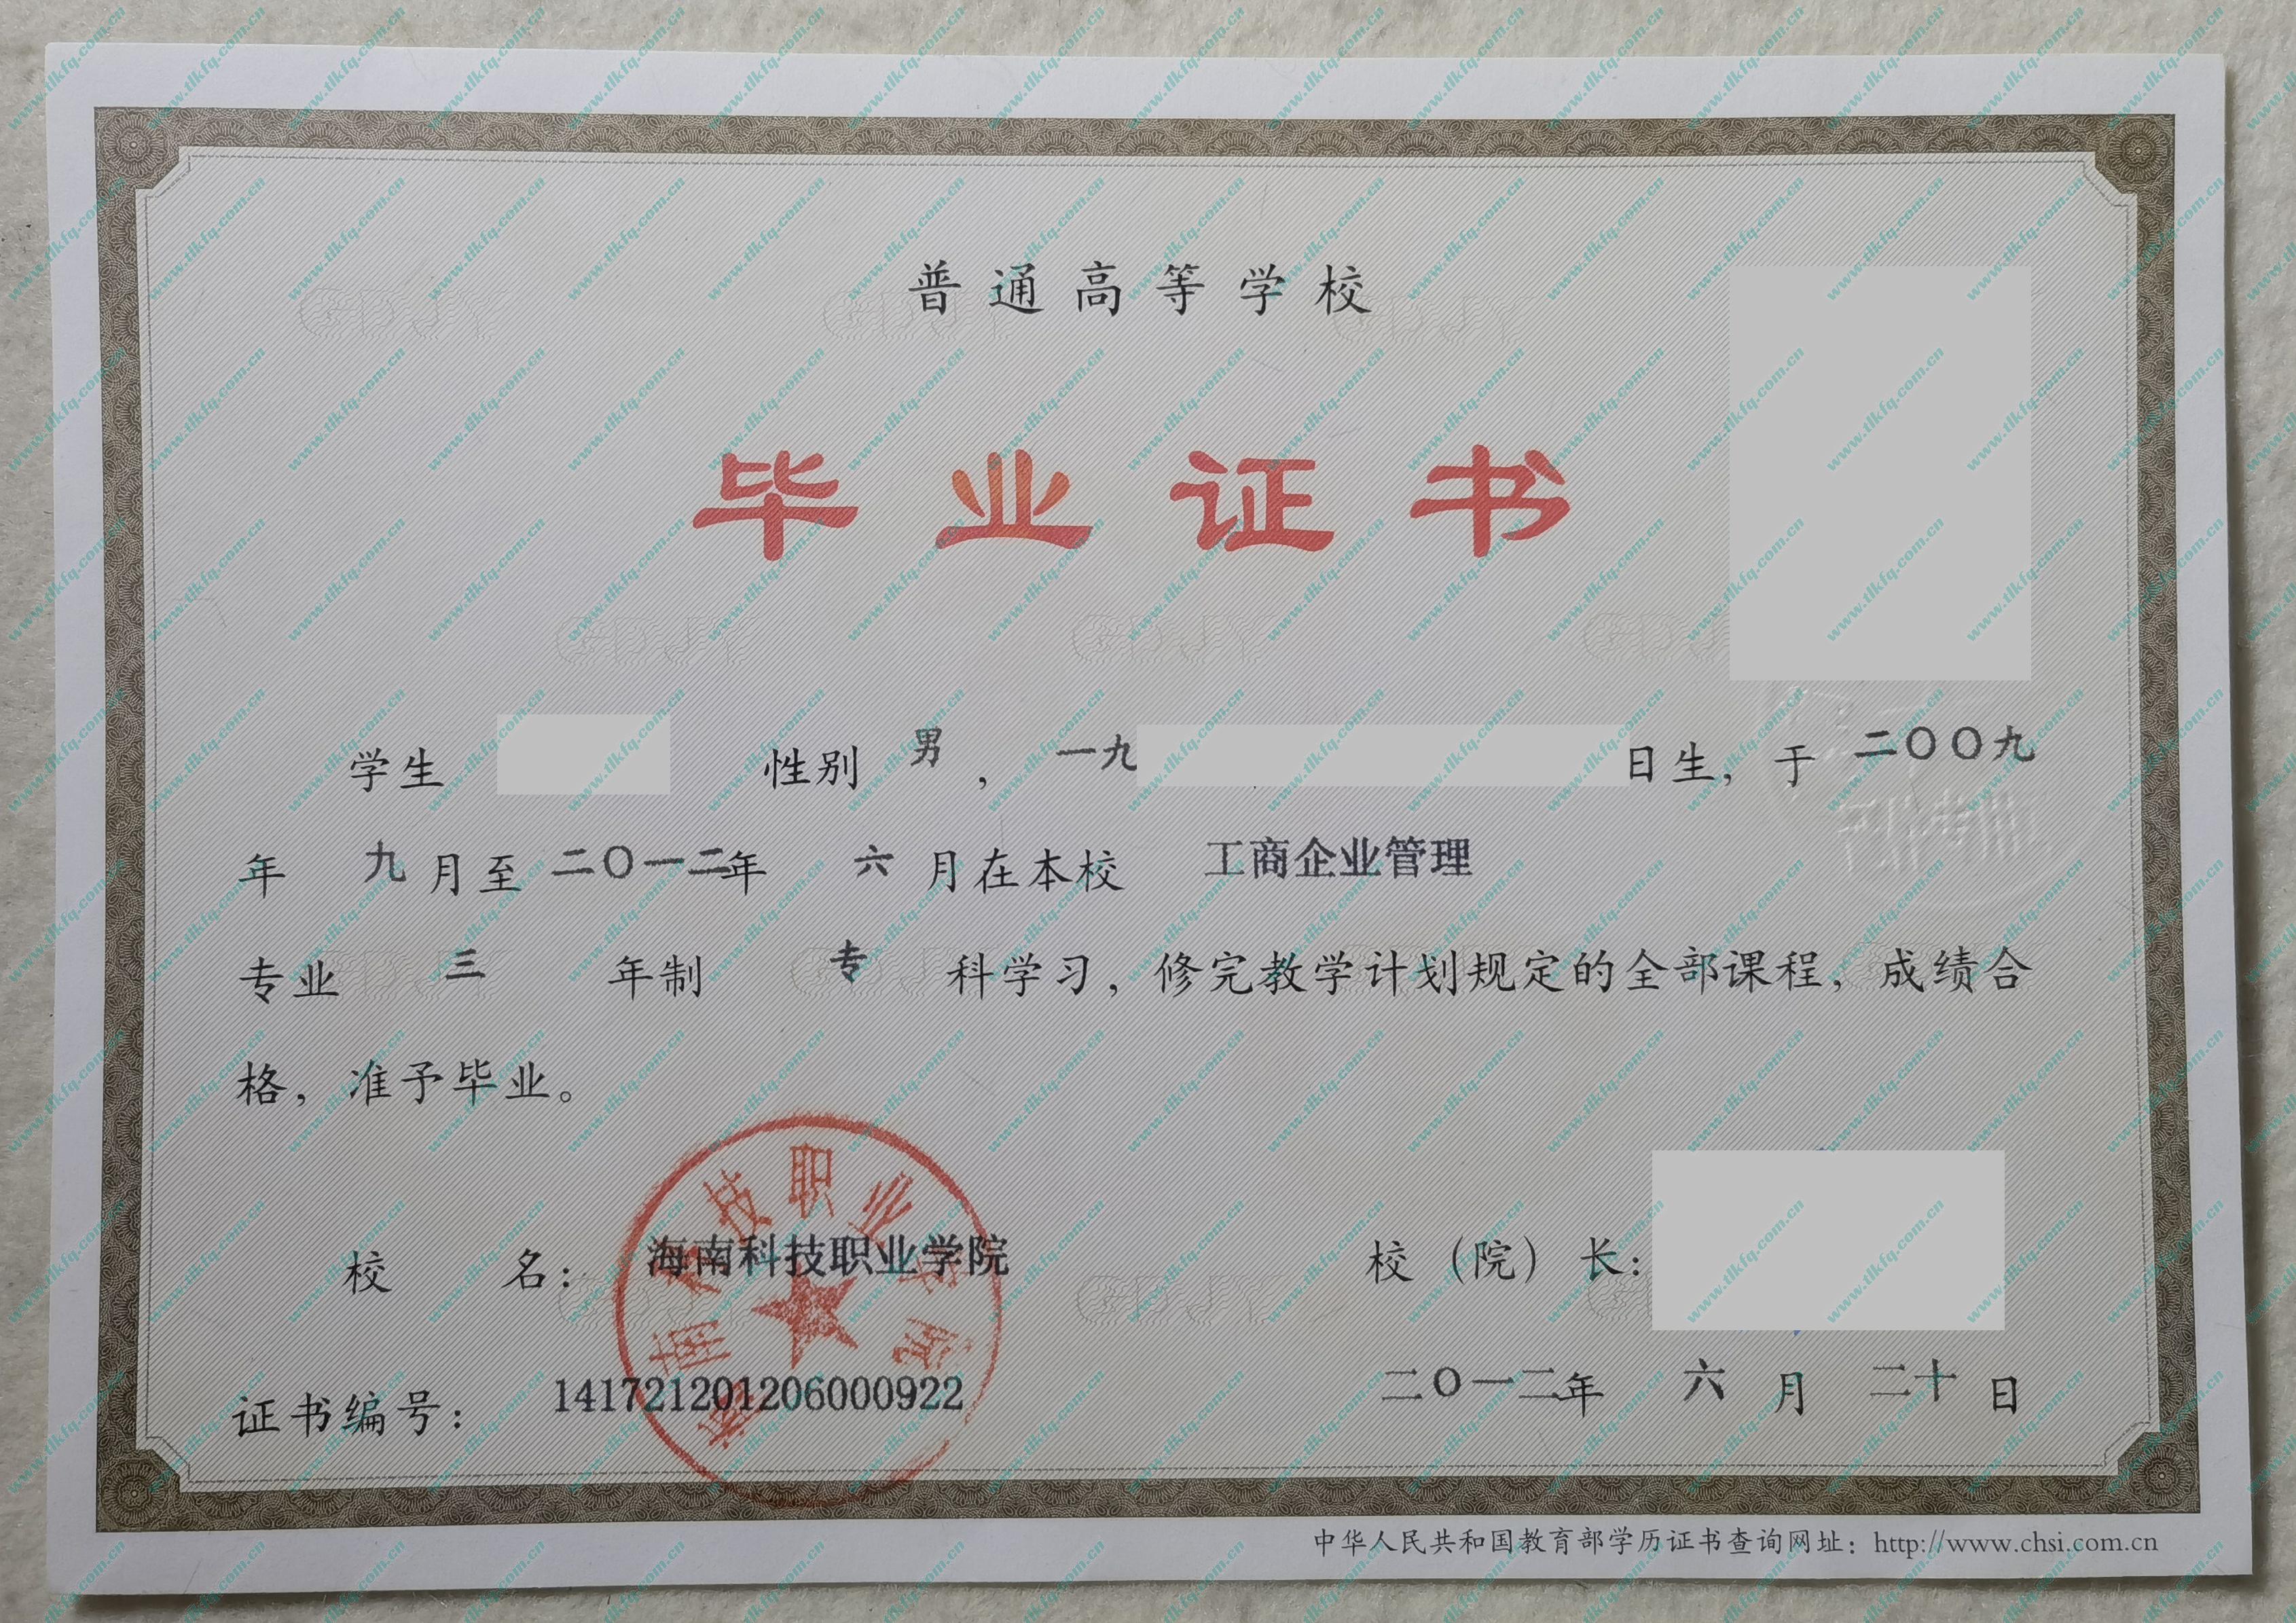 普通高等学校
毕业证书
学生 性别 男，一九 日生，于 二〇〇九
年 九 月至 二〇一二年 六 月在本校 工商企业管理
专业 三 年制 专 科学习，修完教学计划规定的全部课程，成绩合
格，准予毕业。
校 名： 海南科技职业学院 校（院）长：
证书编号： 141721201206000922 二〇一二年 六 月 二十 日
中华人民共和国教育部学历证书查询网址：http://www.chsi.com.cn
GDJY
www.tlkfq.com.cn